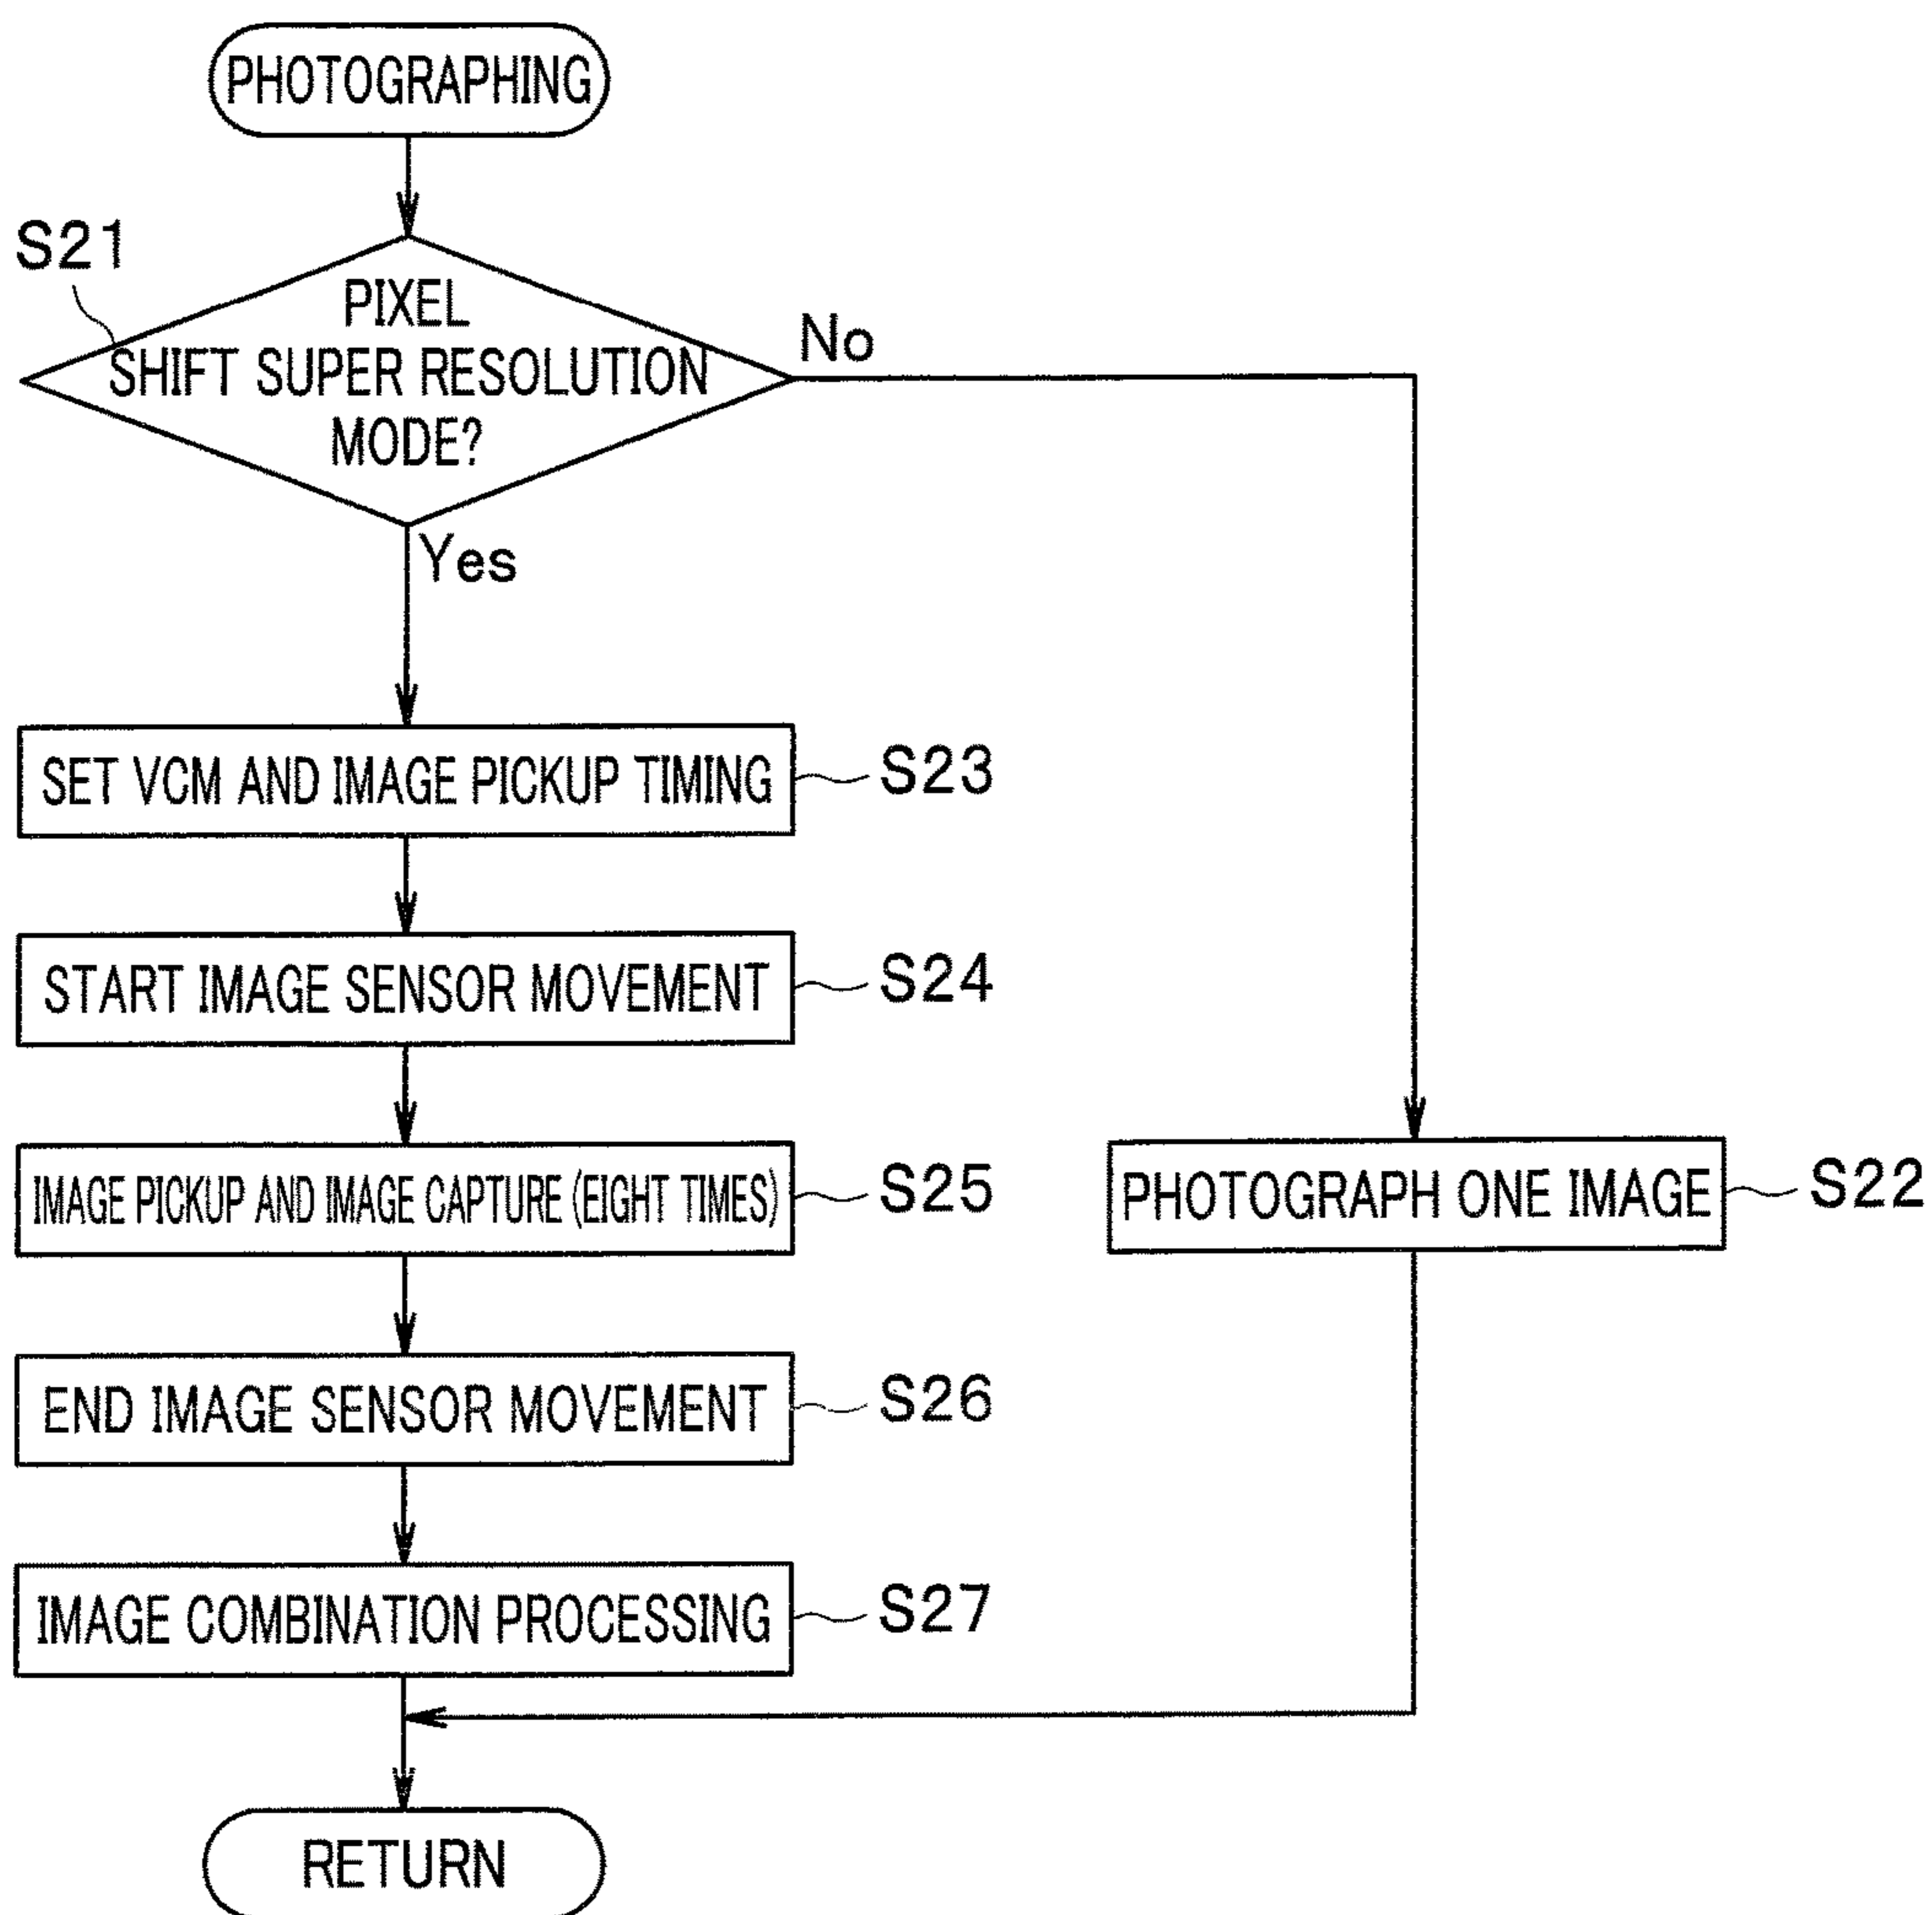 PHOTOGRAPHING
S21
PIXEL
SHIFT SUPER RESOLUTION
MODE?
No
Yes
SET VCM AND IMAGE PICKUP TIMING
S23
START IMAGE SENSOR MOVEMENT
S24
IMAGE PICKUP AND IMAGE CAPTURE (EIGHT TIMES)
S25
PHOTOGRAPH ONE IMAGE
S22
END IMAGE SENSOR MOVEMENT
S26
IMAGE COMBINATION PROCESSING
S27
RETURN